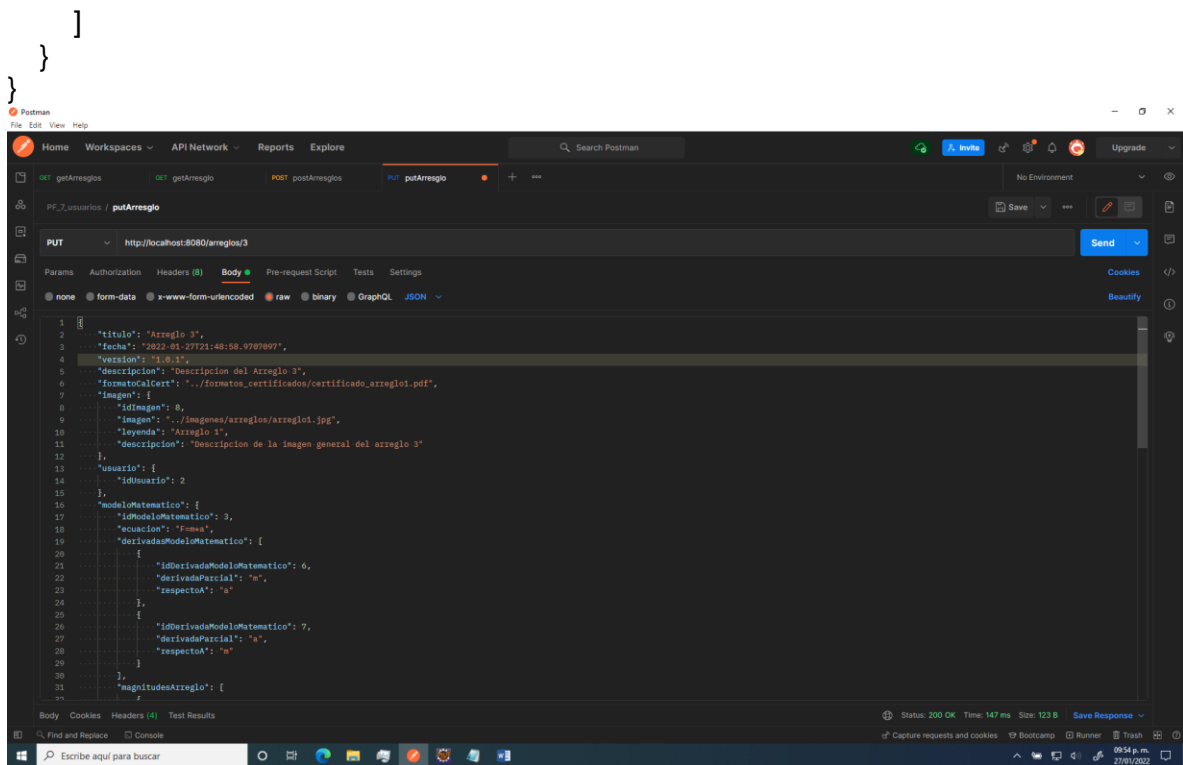 ]
}
}
Postman
File Edit View Help
Home Workspaces API Network Reports Explore Search Postman Invite Upgrade
GET getArresglos GET getArresglo POST postArresglos PUT putArresglo No Environment
PF_7_usuarios / putArresglo Save
PUT http://localhost:8080/arreglos/3 Send
Params Authorization Headers (8) Body Pre-request Script Tests Settings Cookies
none form-data x-www-form-urlencoded raw binary GraphQL JSON Beautify
1 {
2 "titulo": "Arreglo 3",
3 "fecha": "2022-01-27T21:48:58.9707097",
4 "version": "1.0.1",
5 "descripcion": "Descripcion del Arreglo 3",
6 "formatoCalCert": "../formatos_certificados/certificado_arreglo1.pdf",
7 "imagen": {
8 "idImagen": 8,
9 "imagen": "../imagenes/arreglos/arreglo1.jpg",
10 "leyenda": "Arreglo 1",
11 "descripcion": "Descripcion de la imagen general del arreglo 3"
12 },
13 "usuario": {
14 "idUsuario": 2
15 },
16 "modeloMatematico": {
17 "idModeloMatematico": 3,
18 "ecuacion": "F=m*a",
19 "derivadasModeloMatematico": [
20 {
21 "idDerivadaModeloMatematico": 6,
22 "derivadaParcial": "m",
23 "respectoA": "a"
24 },
25 {
26 "idDerivadaModeloMatematico": 7,
27 "derivadaParcial": "a",
28 "respectoA": "m"
29 }
30 ],
31 "magnitudesArreglo": [
32 {
Body Cookies Headers (4) Test Results Status: 200 OK Time: 147 ms Size: 123 B Save Response
Find and Replace Console Capture requests and cookies Bootcamp Runner Trash
Escribe aquí para buscar 09:54 p. m.
27/01/2022